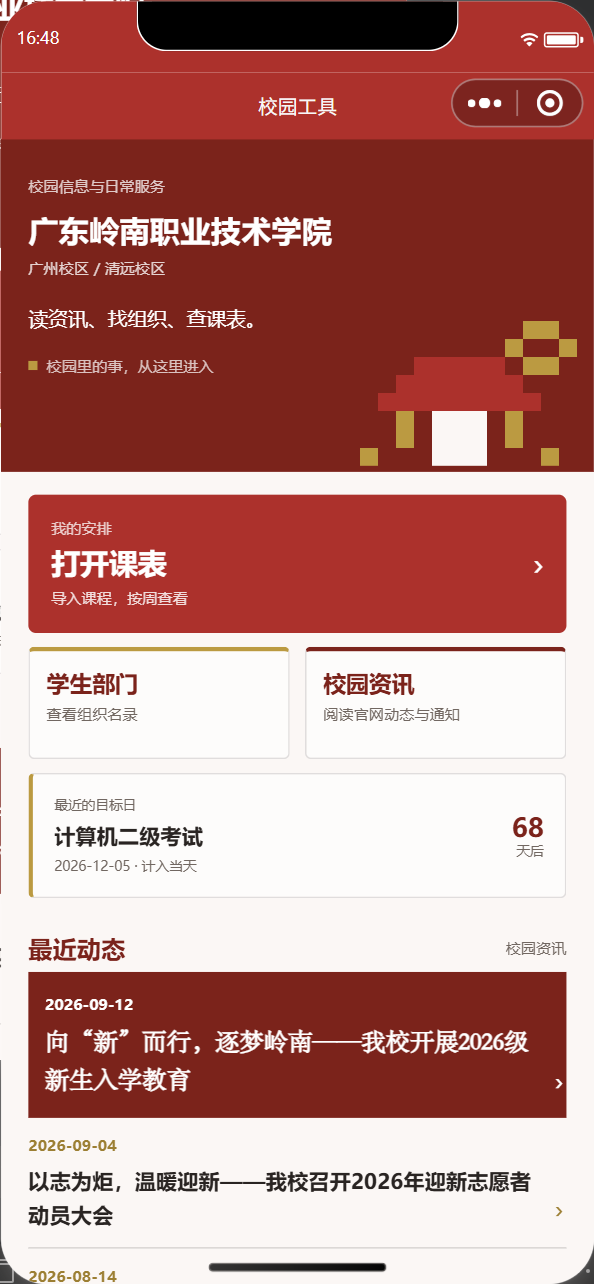 16:48
校园工具
校园信息与日常服务
广东岭南职业技术学院
广州校区 / 清远校区
读资讯、找组织、查课表。
校园里的事，从这里进入
我的安排
打开课表
导入课程，按周查看
学生部门
查看组织名录
校园资讯
阅读官网动态与通知
最近的目标日
计算机二级考试
2026-12-05 · 计入当天
68
天后
最近动态
校园资讯
2026-09-12
向“新”而行，逐梦岭南——我校开展2026级
新生入学教育
2026-09-04
以志为炬，温暖迎新——我校召开2026年迎新志愿者
动员大会
2026-08-14